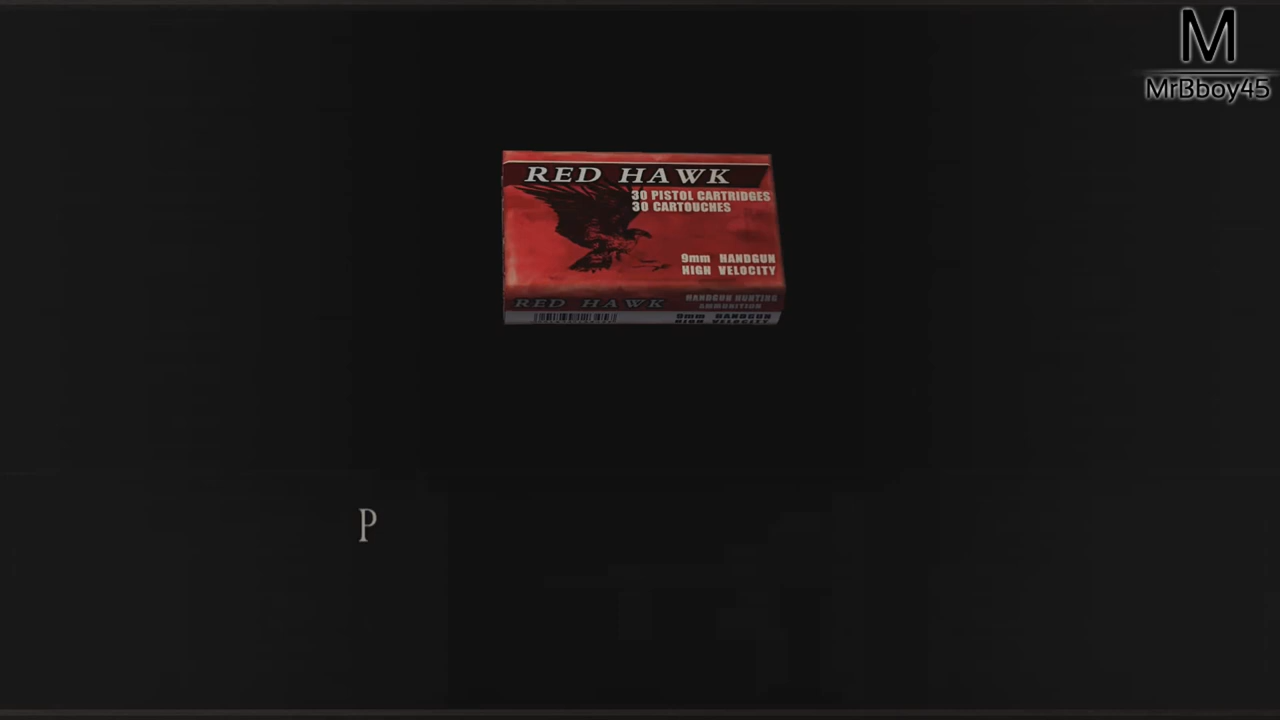 M
MrBboy45
RED HAWK
30 PISTOL CARTRIDGES
30 CARTOUCHES
9mm HANDGUN
HIGH VELOCITY
RED HAWK
HANDGUN HUNTING
AMMUNITION
9mm HANDGUN
HIGH VELOCITY
P